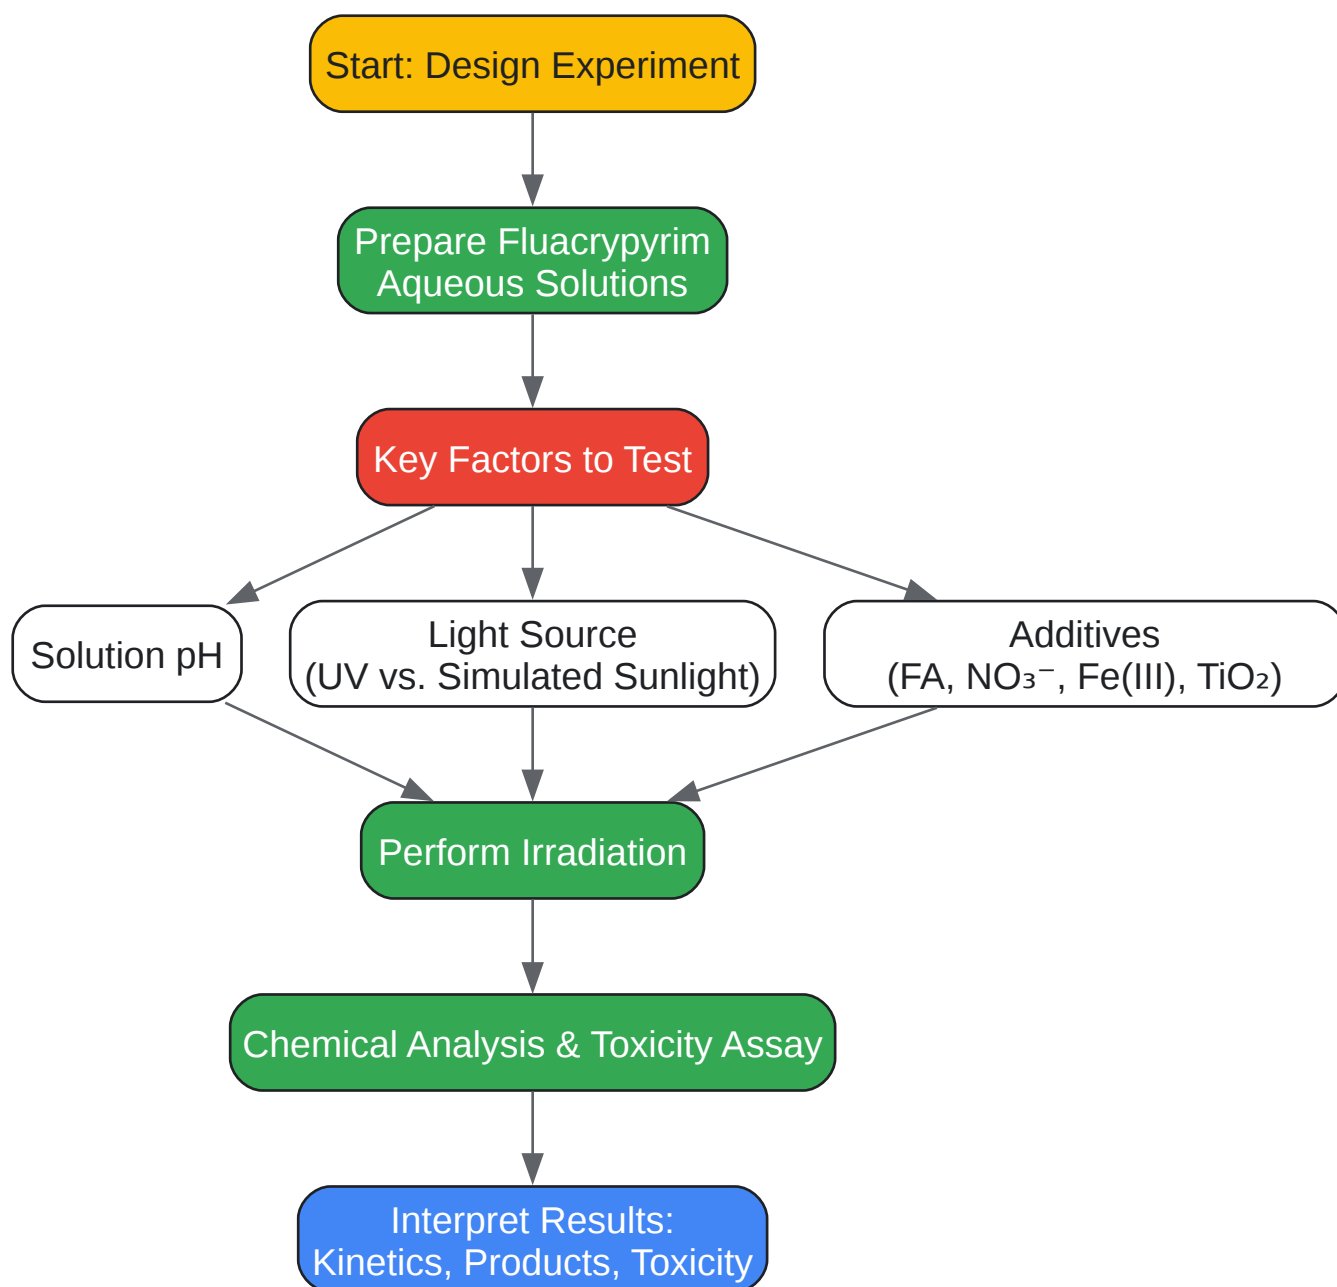 Start: Design Experiment
Prepare Fluacrypyrim
Aqueous Solutions
Key Factors to Test
Solution pH
Light Source
(UV vs. Simulated Sunlight)
Additives
(FA, NO₃⁻, Fe(III), TiO₂)
Perform Irradiation
Chemical Analysis & Toxicity Assay
Interpret Results:
Kinetics, Products, Toxicity